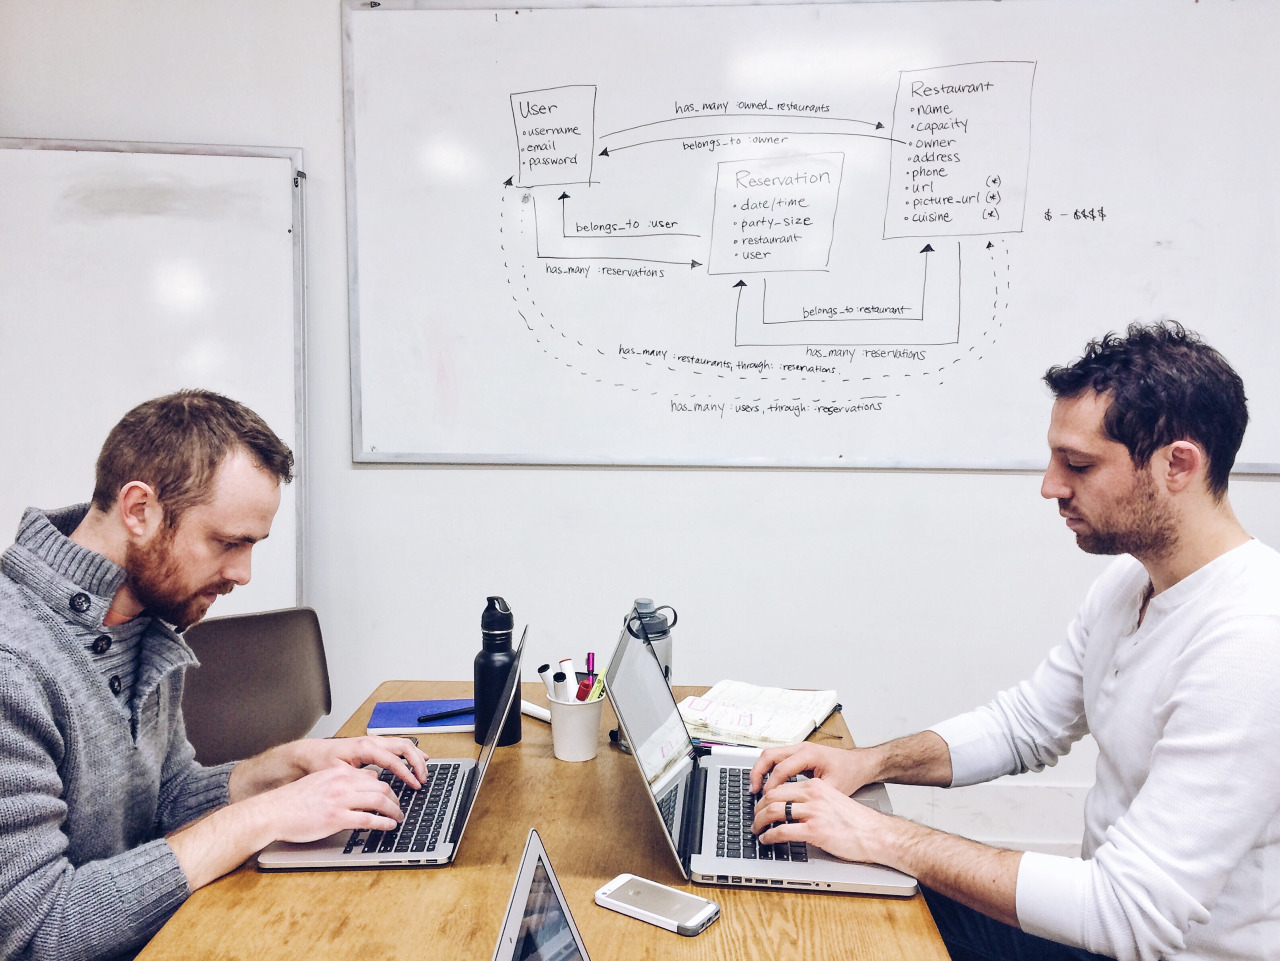 User
• username
• email
• password
has_many :owned_restaurants
belongs_to :owner
Restaurant
• name
• capacity
• owner
• address
• phone
• url (*)
• picture_url (*)
• cuisine (*)
$ - $$$$
Reservation
• date/time
• party_size
• restaurant
• user
belongs_to :user
has_many :reservations
belongs_to :restaurant
has_many :reservations
has_many :restaurants, through: :reservations
has_many :users, through: :reservations